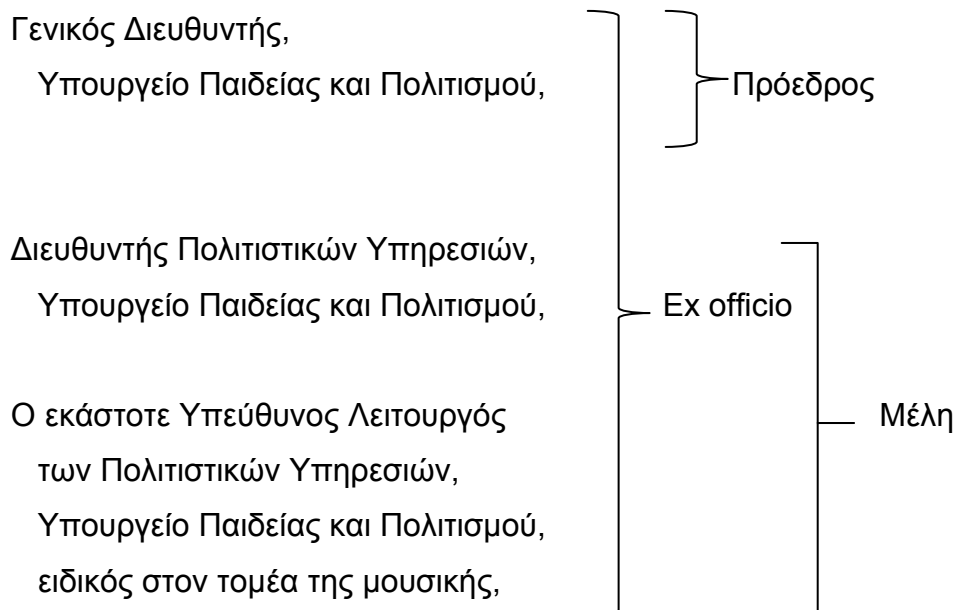 Γενικός Διευθυντής,
Υπουργείο Παιδείας και Πολιτισμού,
Πρόεδρος
Διευθυντής Πολιτιστικών Υπηρεσιών,
Υπουργείο Παιδείας και Πολιτισμού,
Ex officio
Ο εκάστοτε Υπεύθυνος Λειτουργός
Μέλη
των Πολιτιστικών Υπηρεσιών,
Υπουργείο Παιδείας και Πολιτισμού,
ειδικός στον τομέα της μουσικής,